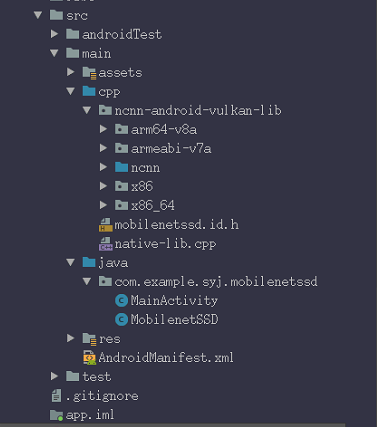 src
androidTest
main
assets
cpp
ncnn-android-vulkan-lib
arm64-v8a
armeabi-v7a
ncnn
x86
x86_64
mobilenetssd.id.h
native-lib.cpp
java
com.example.syj.mobilenetssd
MainActivity
MobilenetSSD
res
AndroidManifest.xml
test
.gitignore
app.iml